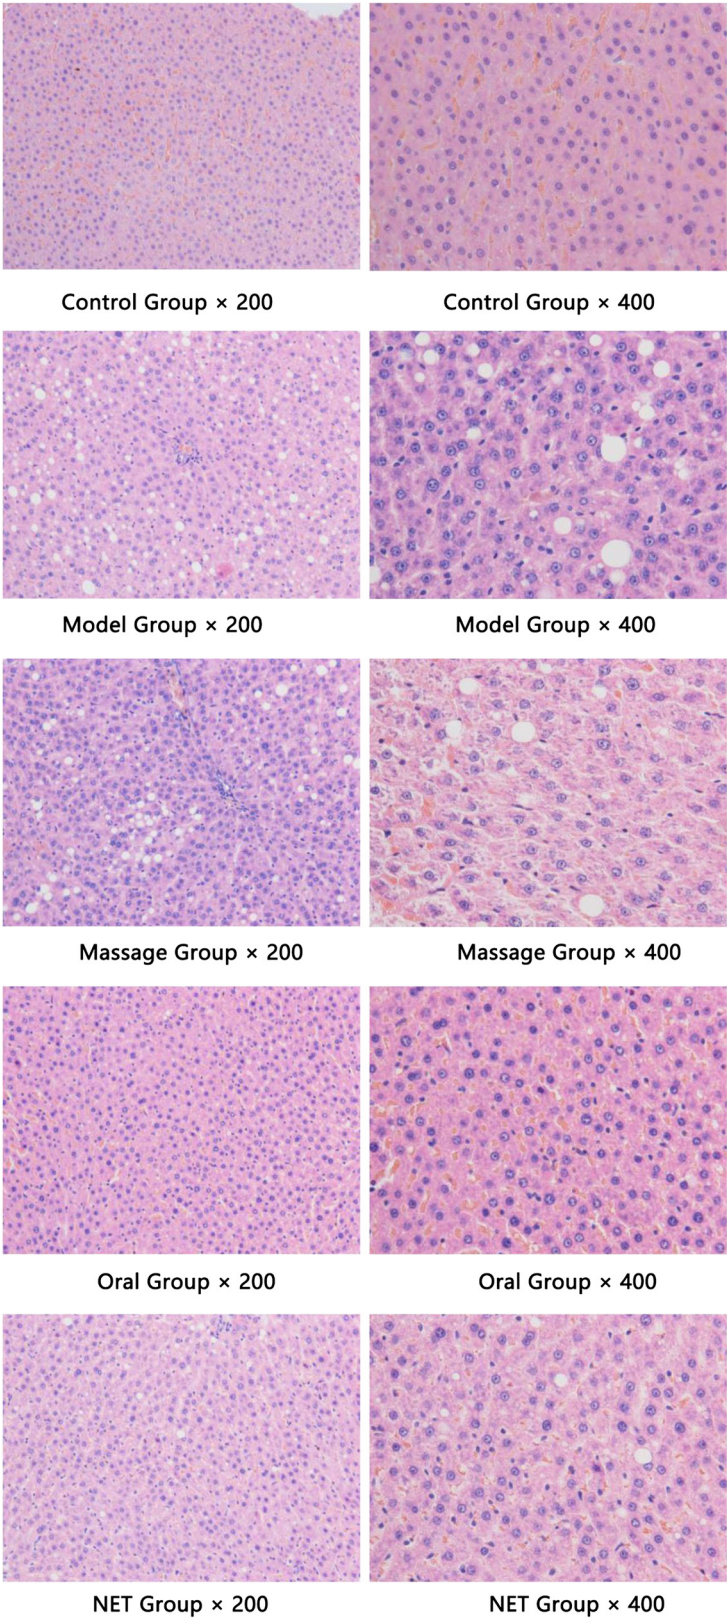 Control Group × 200
Control Group × 400
Model Group × 200
Model Group × 400
Massage Group × 200
Massage Group × 400
Oral Group × 200
Oral Group × 400
NET Group × 200
NET Group × 400